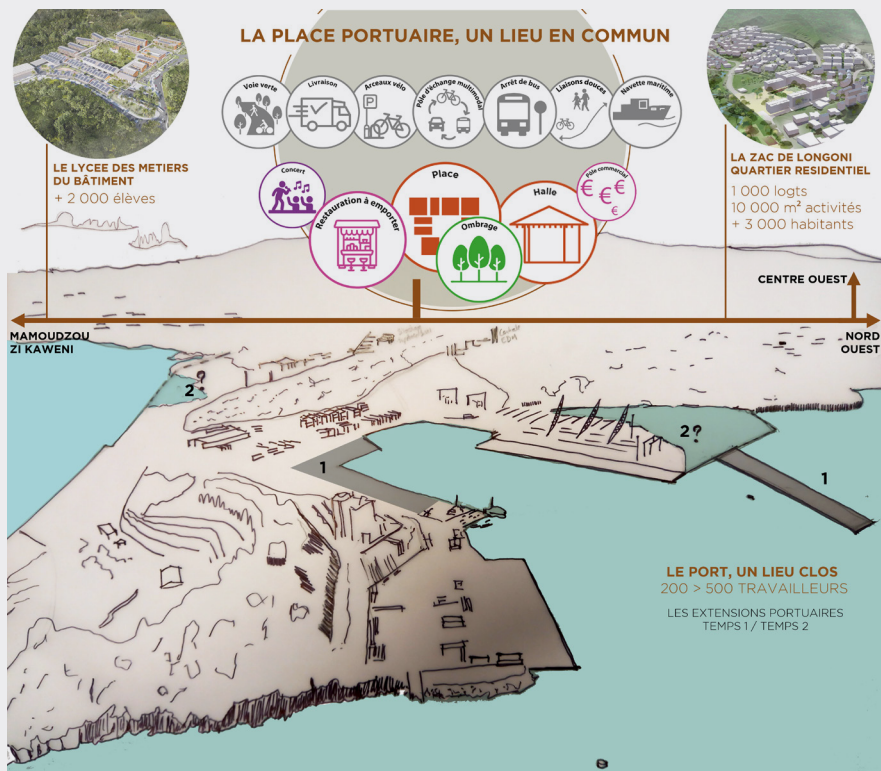 LA PLACE PORTUAIRE, UN LIEU EN COMMUN
Voie verte
Livraison
Arceaux vélo
Pôle d'échange multimodal
Arrêt de bus
Liaisons douces
Navette maritime
P
Concert
Restauration à emporter
Place
Ombrage
Halle
Pôle commercial
€ € € €
LE LYCEE DES METIERS
DU BÂTIMENT
+ 2 000 élèves
LA ZAC DE LONGONI
QUARTIER RESIDENTIEL
1 000 logts
10 000 m² activités
+ 3 000 habitants
CENTRE OUEST
MAMOUDZOU
ZI KAWENI
NORD
OUEST
2 ?
1
2 ?
1
LE PORT, UN LIEU CLOS
200 > 500 TRAVAILLEURS
LES EXTENSIONS PORTUAIRES
TEMPS 1 / TEMPS 2